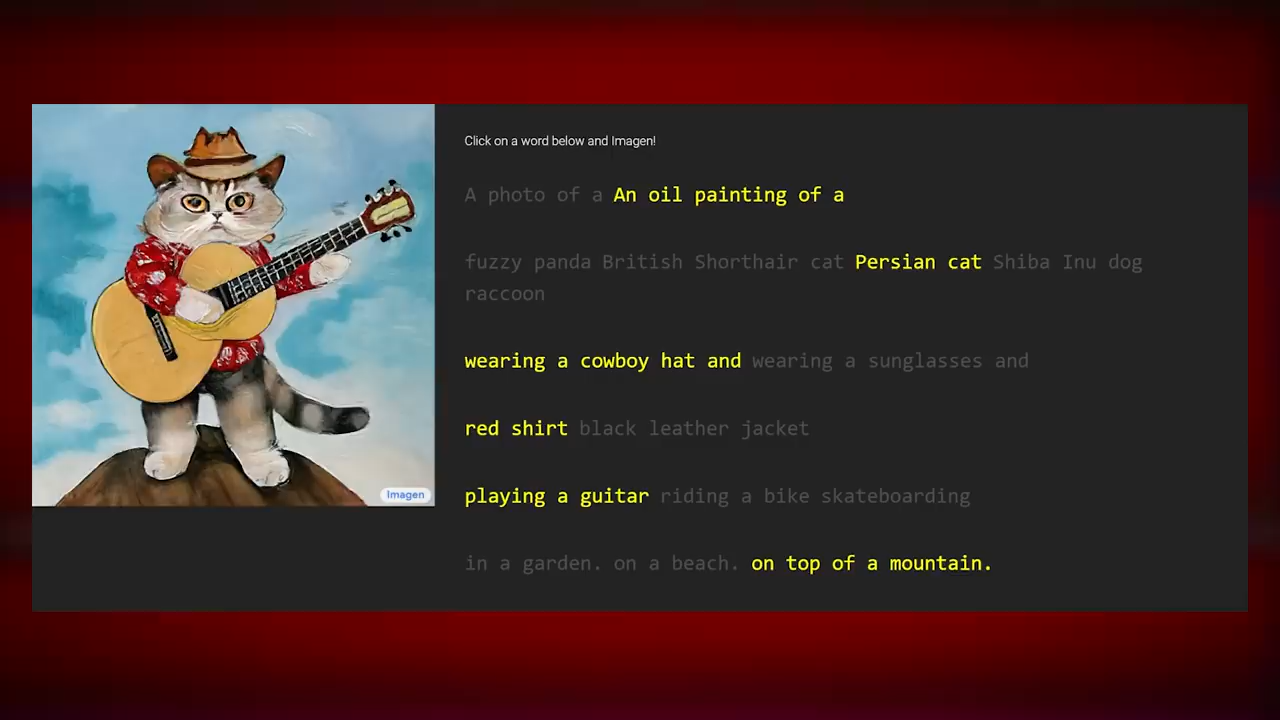 Click on a word below and Imagen!
A photo of a An oil painting of a
fuzzy panda British Shorthair cat Persian cat Shiba Inu dog
raccoon
wearing a cowboy hat and wearing a sunglasses and
red shirt black leather jacket
playing a guitar riding a bike skateboarding
in a garden. on a beach. on top of a mountain.
Imagen